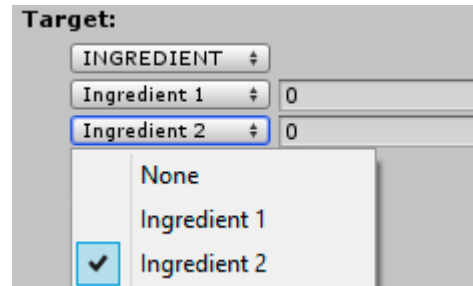 Target:
INGREDIENT
Ingredient 1 0
Ingredient 2 0
None
Ingredient 1
Ingredient 2